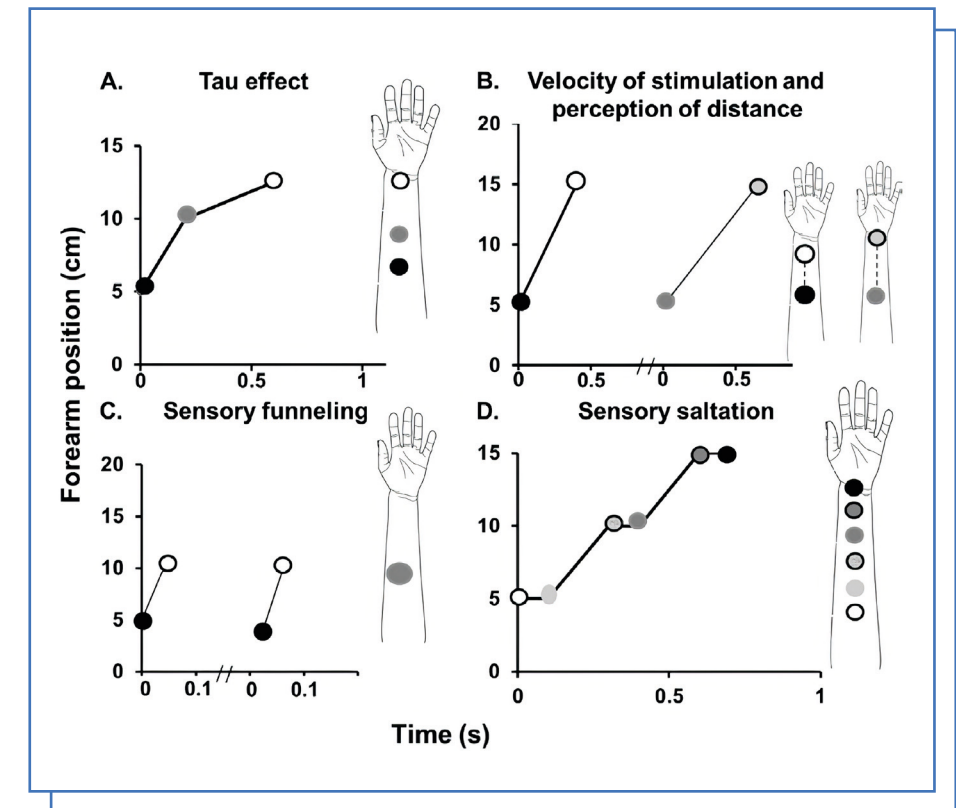 A. Tau effect
15
10
5
0
0 0.5 1
B. Velocity of stimulation and
perception of distance
20
15
10
5
0
0 0.5 0 0.5
C. Sensory funneling
20
15
10
5
0
0 0.1 0 0.1
D. Sensory saltation
15
10
5
0
0 0.5 1
Forearm position (cm)
Time (s)